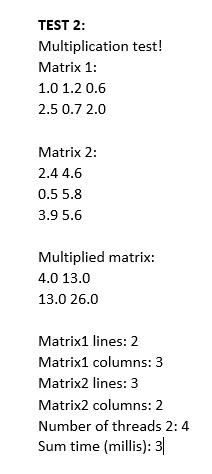 TEST 2:
Multiplication test!
Matrix 1:
1.0 1.2 0.6
2.5 0.7 2.0
Matrix 2:
2.4 4.6
0.5 5.8
3.9 5.6
Multiplied matrix:
4.0 13.0
13.0 26.0
Matrix1 lines: 2
Matrix1 columns: 3
Matrix2 lines: 3
Matrix2 columns: 2
Number of threads 2: 4
Sum time (millis): 3